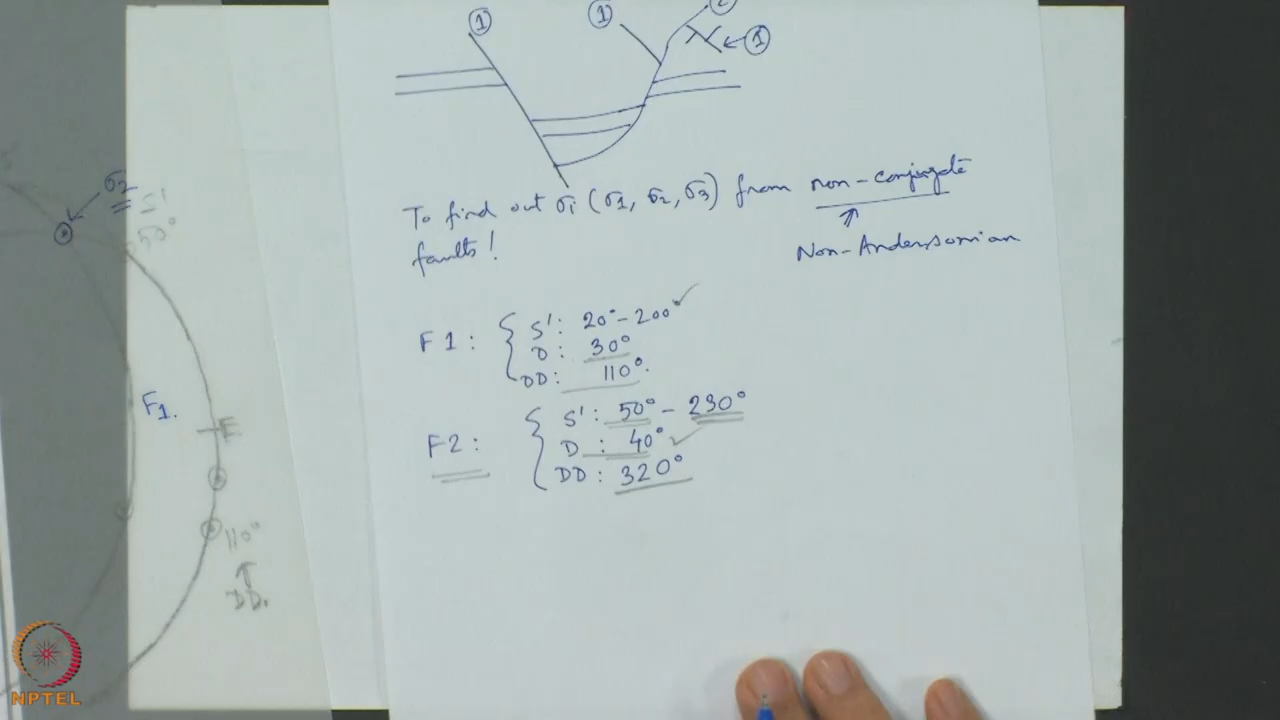 1
1
2
1
To find out σi (σ1, σ2, σ3) from non-conjugate
faults!
Non-Andersonian
F1 :
S' : 20° - 200°
D : 30°
DD : 110°.
F2 :
S' : 50° - 230°
D : 40°
DD : 320°
σ2
S'
50°
F1.
E
110°
DD.
NPTEL